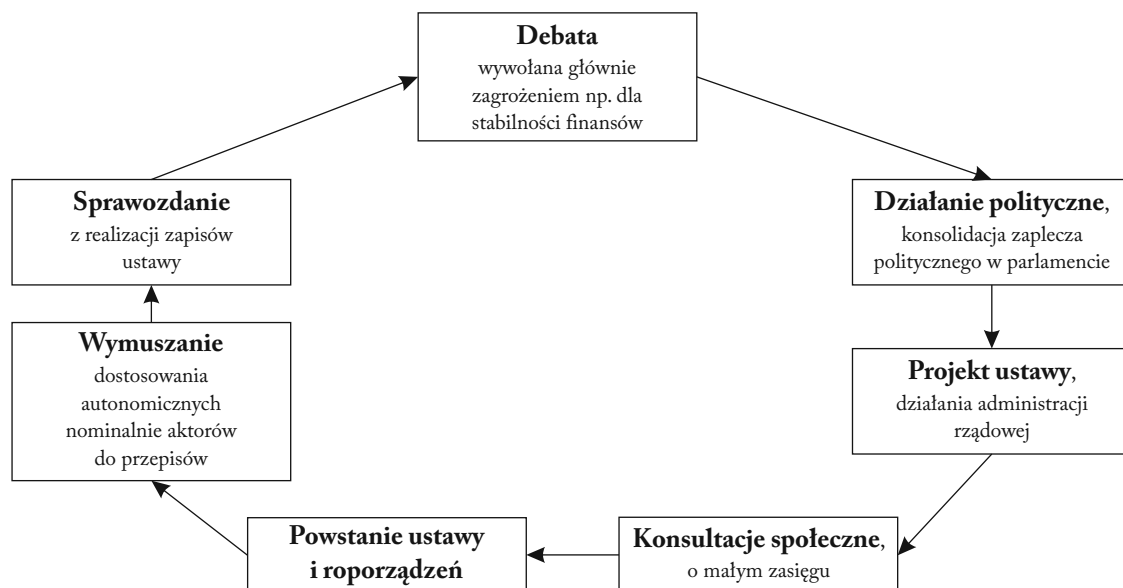 Debata
wywołana głównie
zagrożeniem np. dla
stabilności finansów
Działanie polityczne,
konsolidacja zaplecza
politycznego w parlamencie
Projekt ustawy,
działania administracji
rządowej
Konsultacje społeczne,
o małym zasięgu
Powstanie ustawy
i roporządzeń
Wymuszanie
dostosowania
autonomicznych
nominalnie aktorów
do przepisów
Sprawozdanie
z realizacji zapisów
ustawy